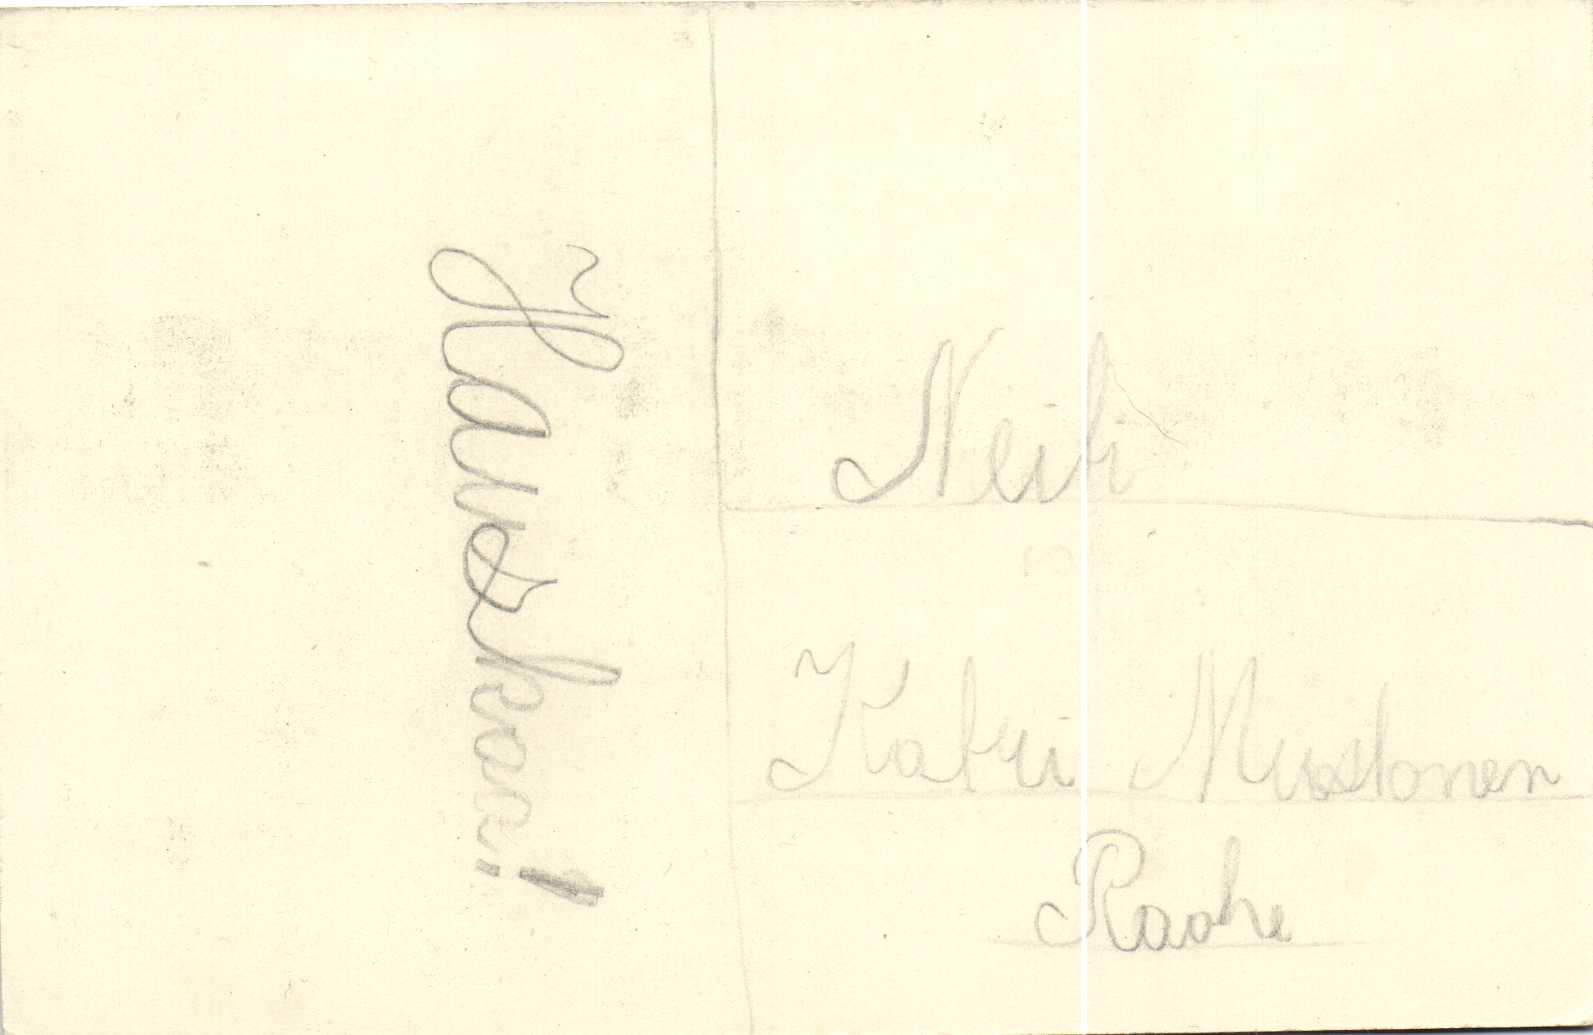 Hauskaa!
Neiti
Katri Mustonen
Raahe